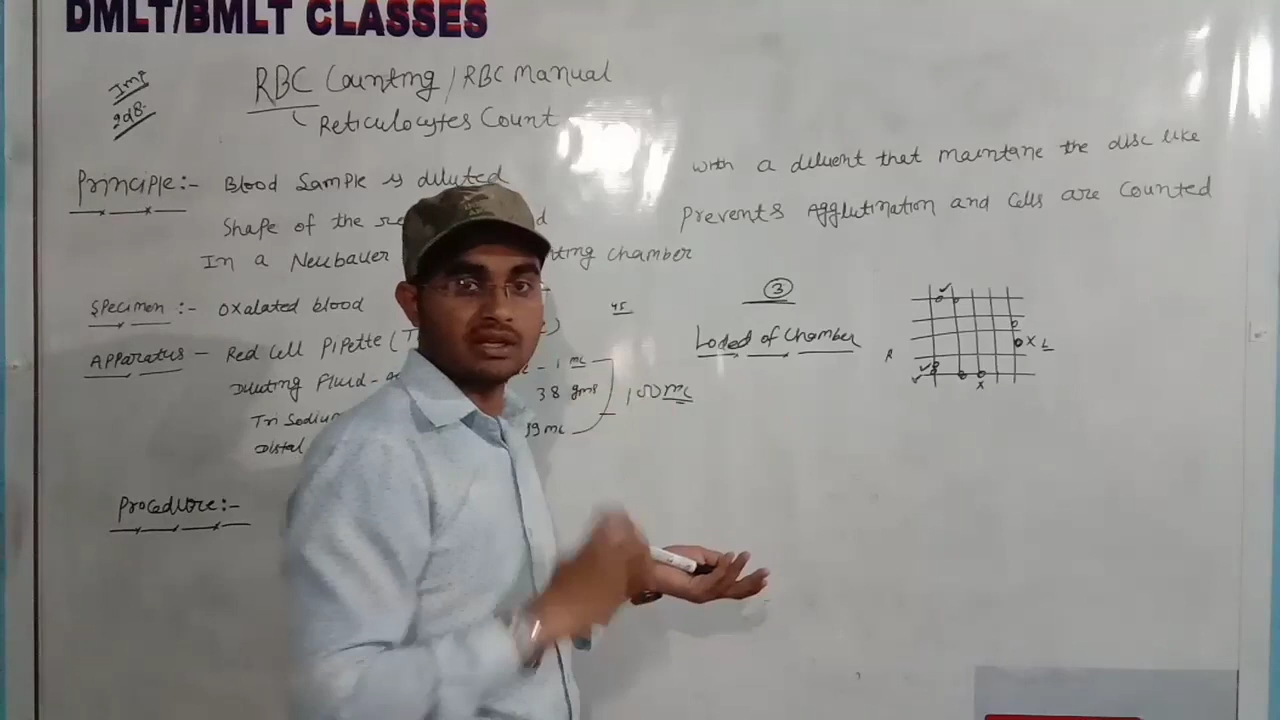 DMLT/BMLT CLASSES
Imp
RBC Counting / RBC Manual
Reticulocytes Count
Principle:- Blood Sample is diluted with a diluent that maintane the disc like
Shape of the Prevents Agglutination and Cells are Counted
In a Neubauer chamber
Specimen:- Oxalated blood
45
3
Apparatus - Red Cell Pipette (
Loded of Chamber
R
X L
X
Diluting Fluid - 1 ml
38 gms
100 ml
Tri Sodium 99 ml
Distal
Procedure:-